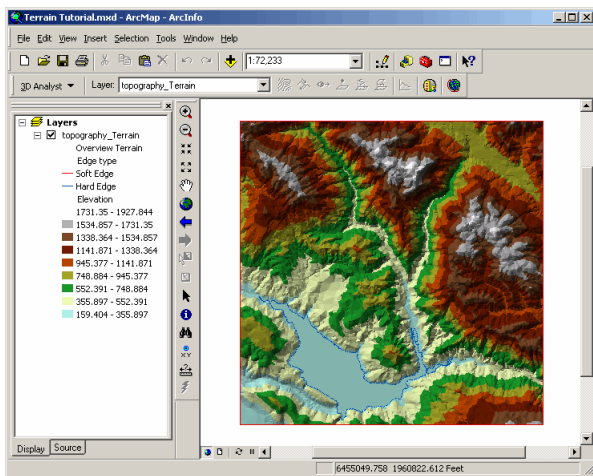 Terrain Tutorial.mxd - ArcMap - ArcInfo
File Edit View Insert Selection Tools Window Help
1:72,233
3D Analyst Layer: topography_Terrain
Layers
topography_Terrain
Overview Terrain
Edge type
Soft Edge
Hard Edge
Elevation
1731.35 - 1927.844
1534.857 - 1731.35
1338.364 - 1534.857
1141.871 - 1338.364
945.377 - 1141.871
748.884 - 945.377
552.391 - 748.884
355.897 - 552.391
159.404 - 355.897
XY
Display Source
6455049.758 1960822.612 Feet